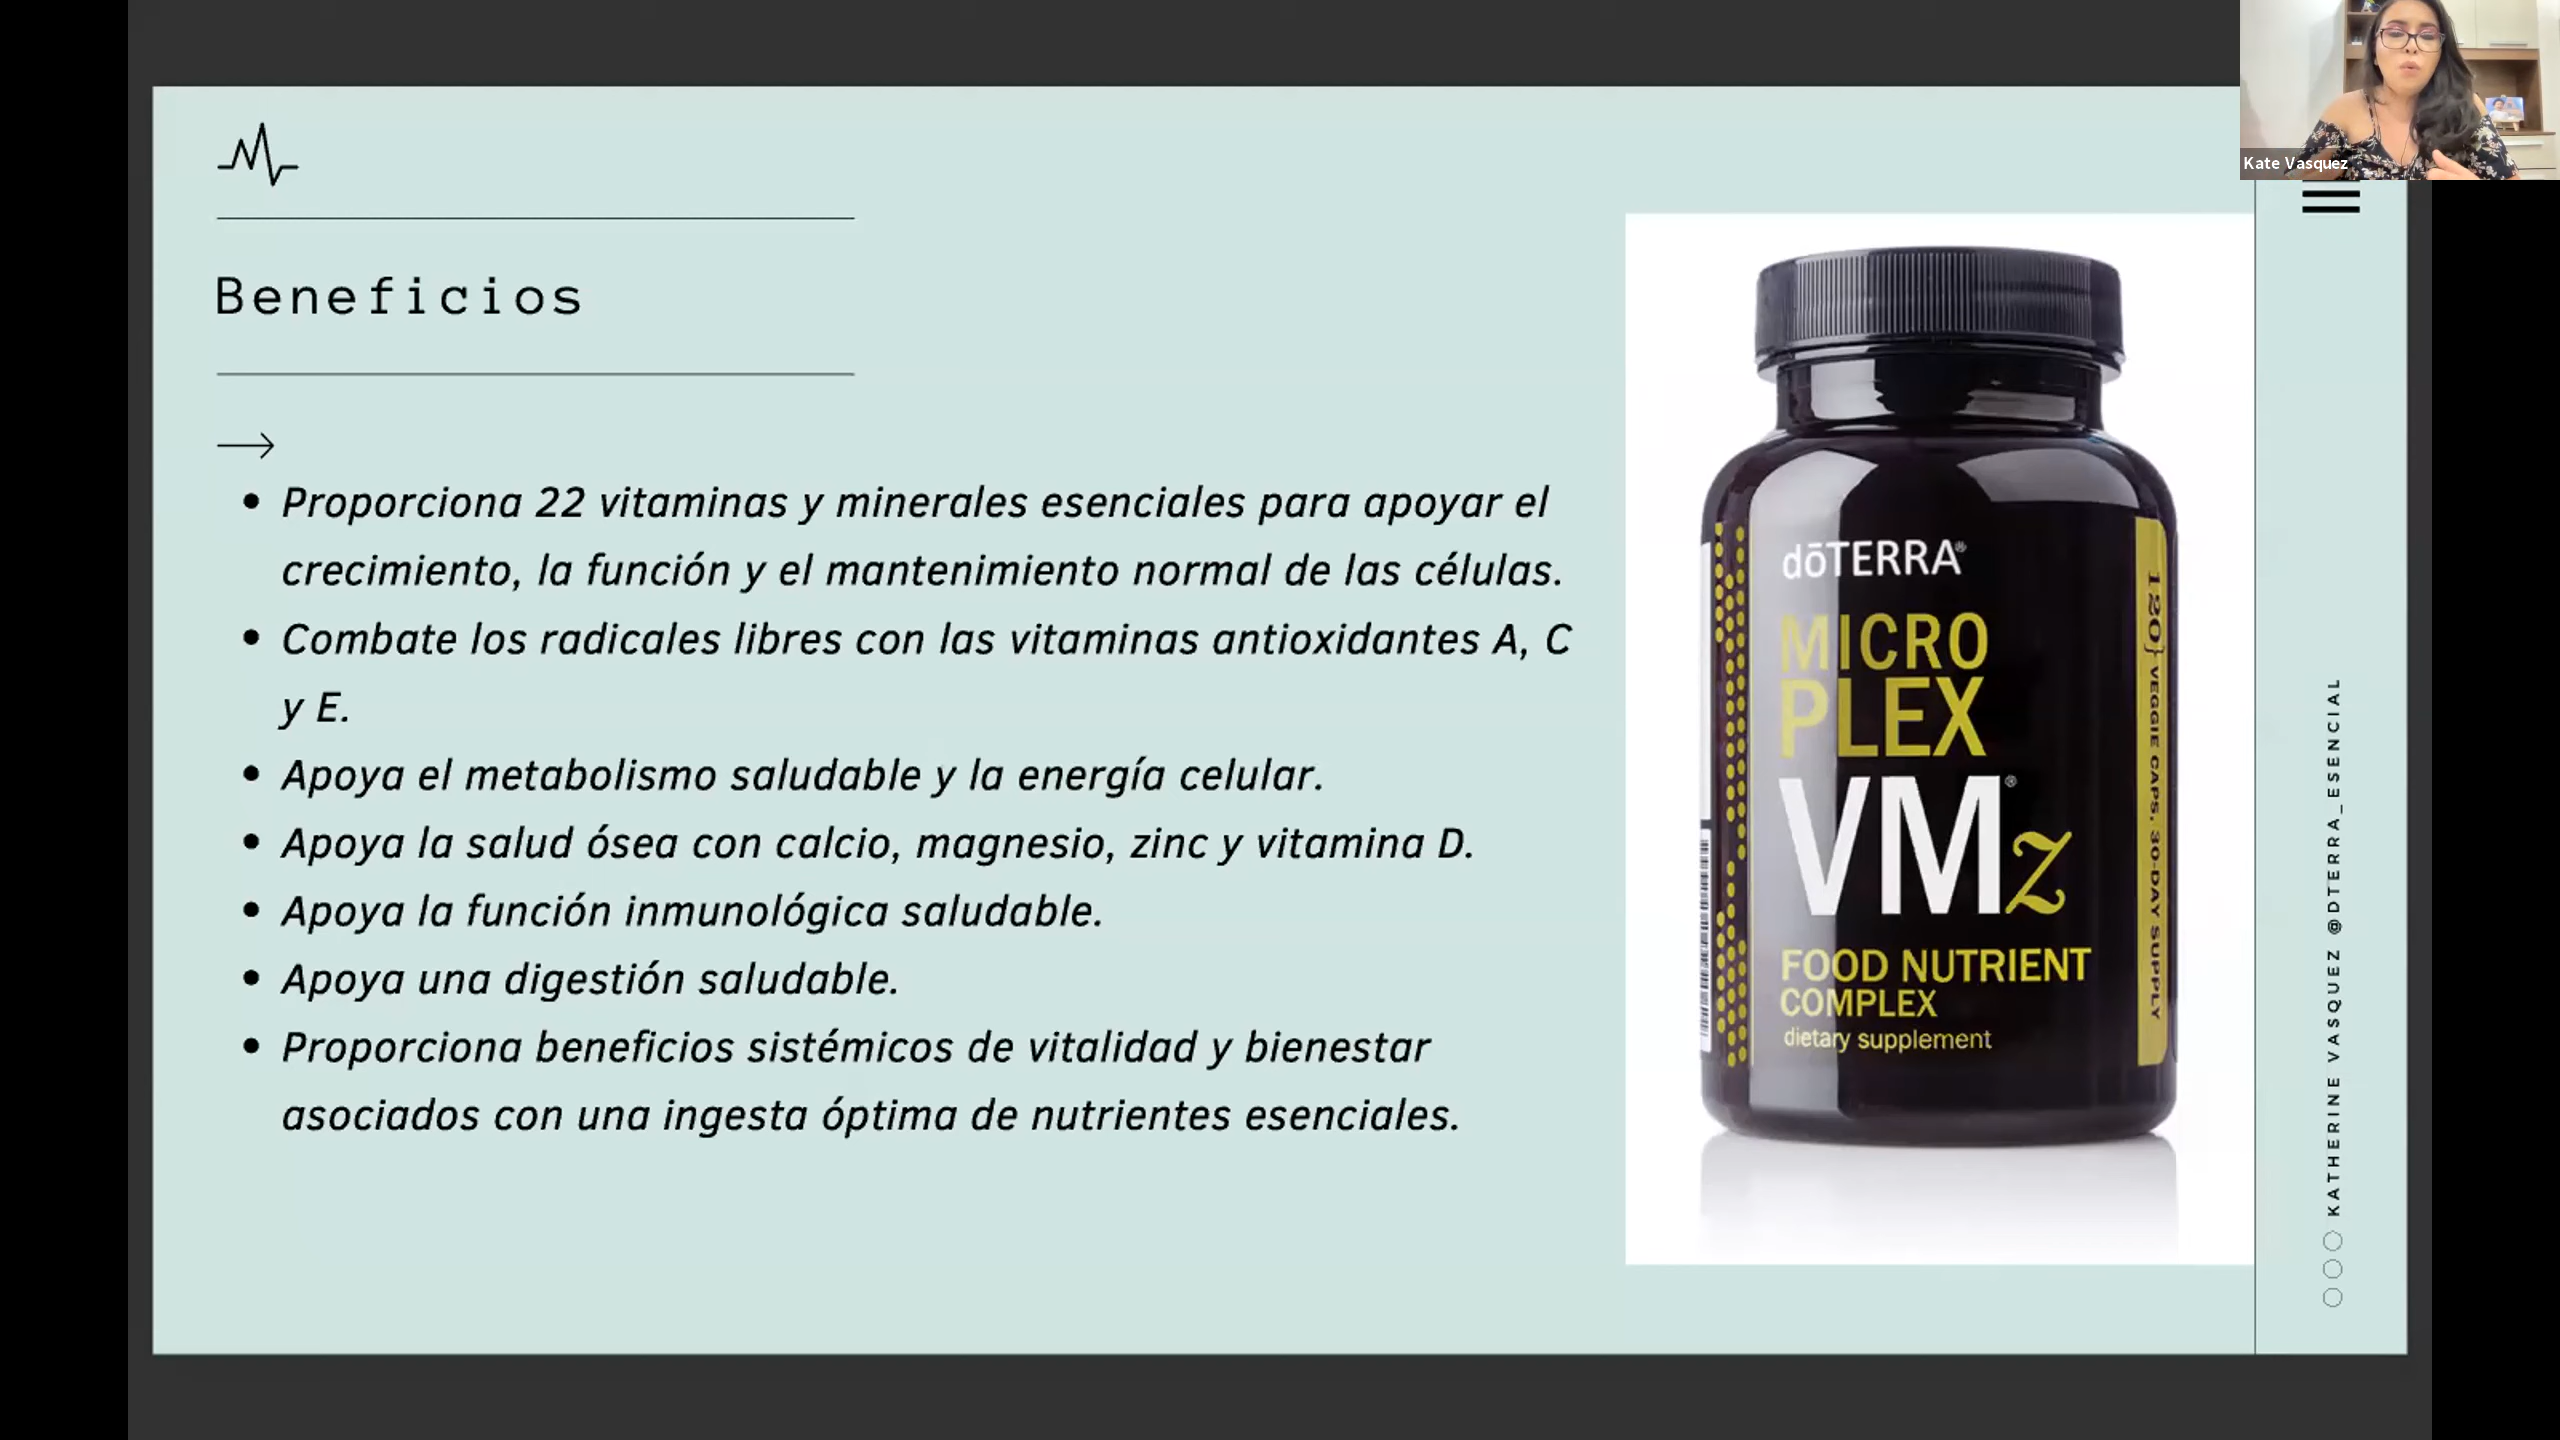 Kate Vasquez
Beneficios
Proporciona 22 vitaminas y minerales esenciales para apoyar el
crecimiento, la función y el mantenimiento normal de las células.
Combate los radicales libres con las vitaminas antioxidantes A, C
y E.
Apoya el metabolismo saludable y la energía celular.
Apoya la salud ósea con calcio, magnesio, zinc y vitamina D.
Apoya la función inmunológica saludable.
Apoya una digestión saludable.
Proporciona beneficios sistémicos de vitalidad y bienestar
asociados con una ingesta óptima de nutrientes esenciales.
dōTERRA®
MICRO
PLEX
VMz®
FOOD NUTRIENT
COMPLEX
dietary supplement
120} VEGGIE CAPS. 30-DAY SUPPLY
KATHERINE VASQUEZ @DTERRA_ESENCIAL